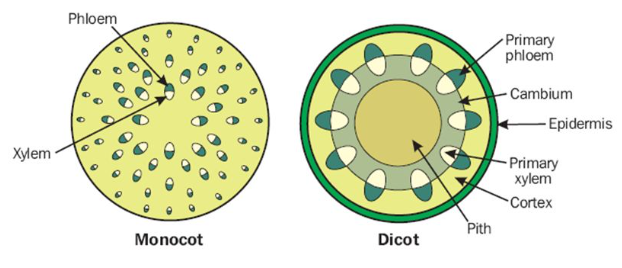 Phloem
Xylem
Monocot
Primary
phloem
Cambium
Epidermis
Primary
xylem
Cortex
Pith
Dicot